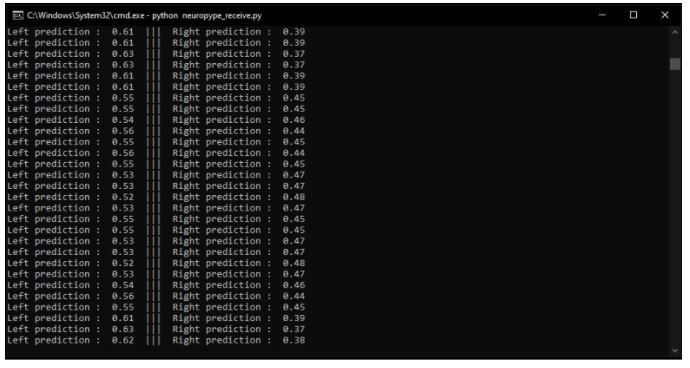 C:\Windows\System32\cmd.exe - python neuropype_receive.py
Left prediction : 0.61 ||| Right prediction : 0.39
Left prediction : 0.61 ||| Right prediction : 0.39
Left prediction : 0.63 ||| Right prediction : 0.37
Left prediction : 0.63 ||| Right prediction : 0.37
Left prediction : 0.61 ||| Right prediction : 0.39
Left prediction : 0.61 ||| Right prediction : 0.39
Left prediction : 0.55 ||| Right prediction : 0.45
Left prediction : 0.55 ||| Right prediction : 0.45
Left prediction : 0.54 ||| Right prediction : 0.46
Left prediction : 0.56 ||| Right prediction : 0.44
Left prediction : 0.55 ||| Right prediction : 0.45
Left prediction : 0.56 ||| Right prediction : 0.44
Left prediction : 0.55 ||| Right prediction : 0.45
Left prediction : 0.53 ||| Right prediction : 0.47
Left prediction : 0.53 ||| Right prediction : 0.47
Left prediction : 0.52 ||| Right prediction : 0.48
Left prediction : 0.53 ||| Right prediction : 0.47
Left prediction : 0.55 ||| Right prediction : 0.45
Left prediction : 0.55 ||| Right prediction : 0.45
Left prediction : 0.53 ||| Right prediction : 0.47
Left prediction : 0.53 ||| Right prediction : 0.47
Left prediction : 0.52 ||| Right prediction : 0.48
Left prediction : 0.53 ||| Right prediction : 0.47
Left prediction : 0.54 ||| Right prediction : 0.46
Left prediction : 0.56 ||| Right prediction : 0.44
Left prediction : 0.55 ||| Right prediction : 0.45
Left prediction : 0.61 ||| Right prediction : 0.39
Left prediction : 0.63 ||| Right prediction : 0.37
Left prediction : 0.62 ||| Right prediction : 0.38